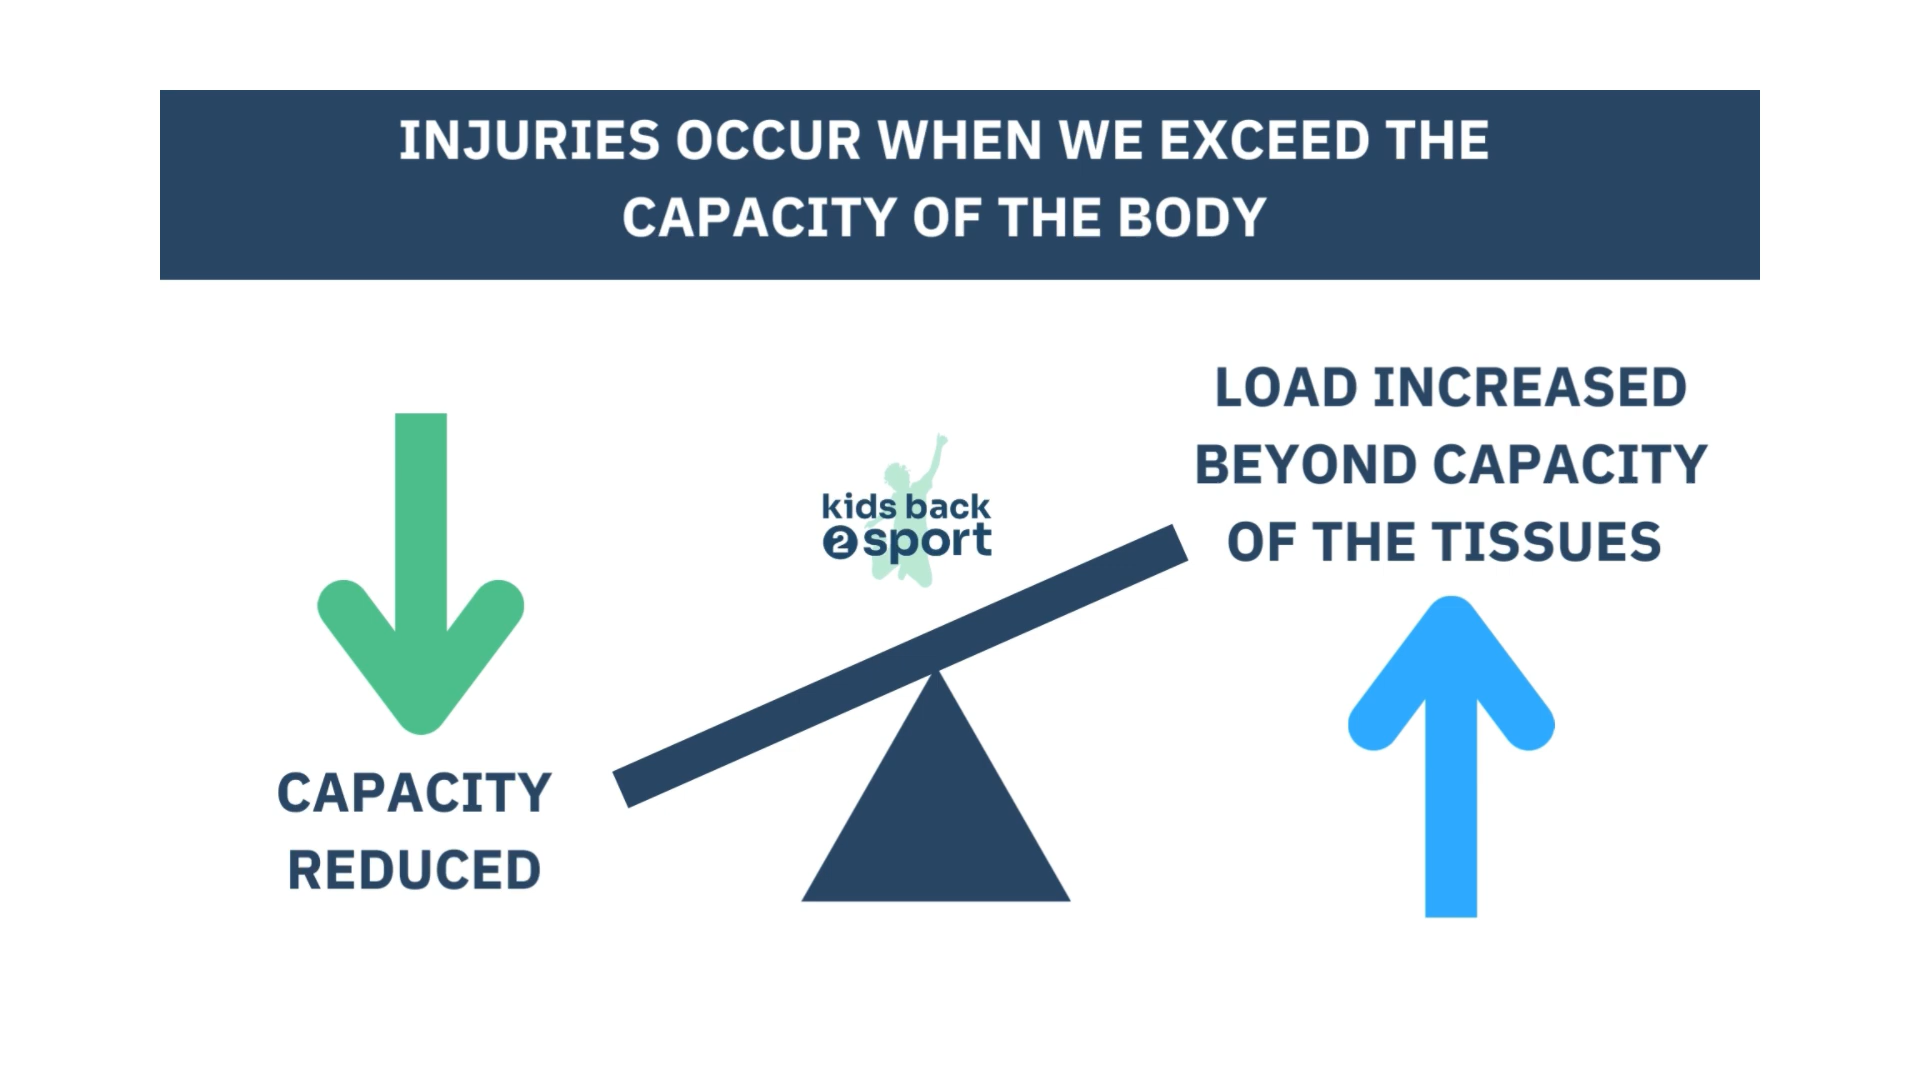 INJURIES OCCUR WHEN WE EXCEED THE
CAPACITY OF THE BODY
LOAD INCREASED
BEYOND CAPACITY
OF THE TISSUES
kids back
2 sport
CAPACITY
REDUCED